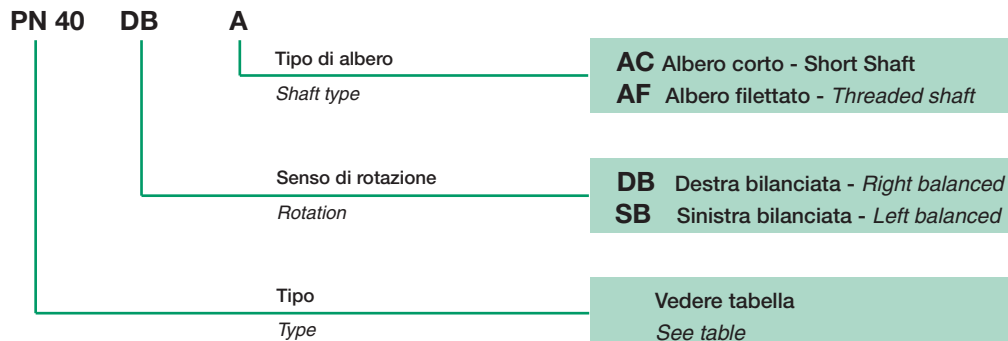 PN 40 DB A
Tipo di albero
Shaft type
AC Albero corto - Short Shaft
AF Albero filettato - Threaded shaft
Senso di rotazione
Rotation
DB Destra bilanciata - Right balanced
SB Sinistra bilanciata - Left balanced
Tipo
Type
Vedere tabella
See table